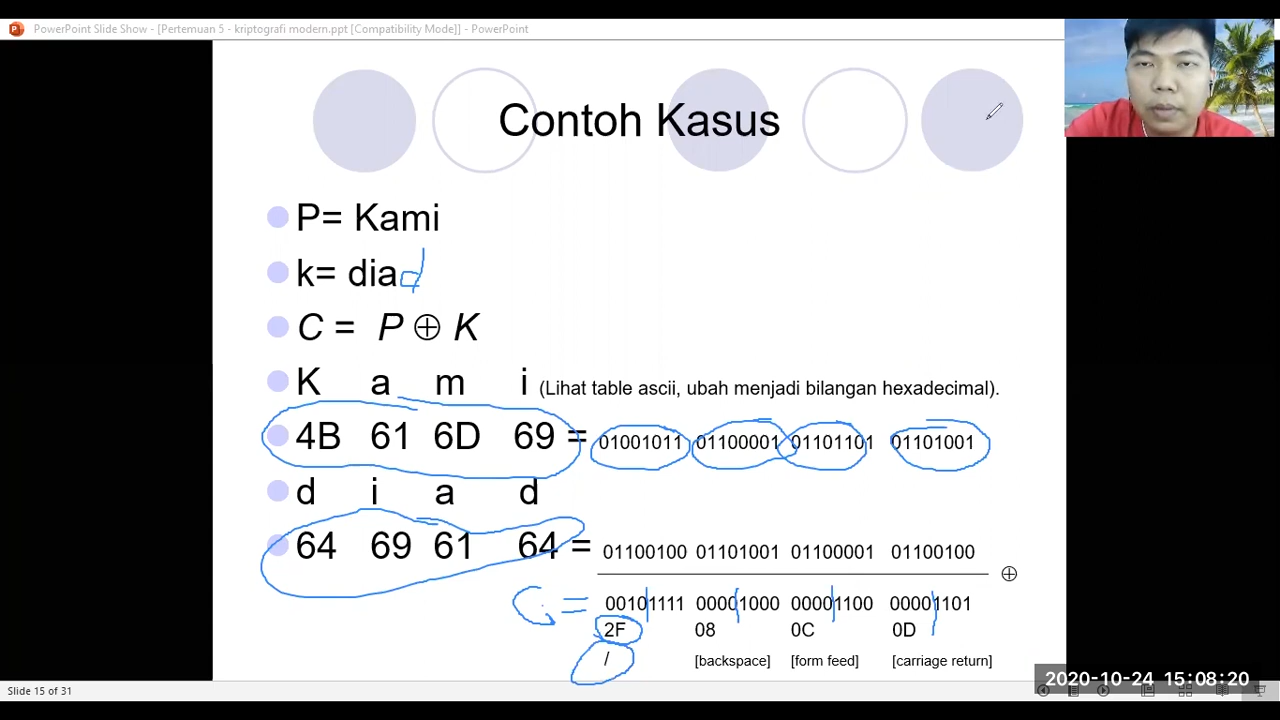 PowerPoint Slide Show - [Pertemuan 5 - kriptografi modern.ppt [Compatibility Mode]] - PowerPoint
Contoh Kasus
P= Kami
k= diad
C = P ⊕ K
K a m i (Lihat table ascii, ubah menjadi bilangan hexadecimal).
4B 61 6D 69 = 01001011 01100001 01101101 01101001
d i a d
64 69 61 64 = 01100100 01101001 01100001 01100100
⊕
C = 00101111 00001000 00001100 00001101
2F 08 0C 0D
/ [backspace] [form feed] [carriage return]
2020-10-24 15:08:20
Slide 15 of 31